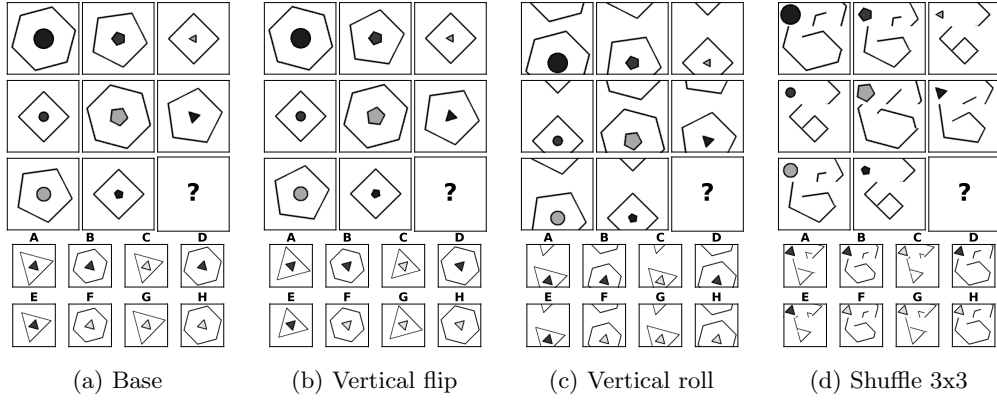 ? ? ? ?
A B C D A B C D A B C D A B C D
E F G H E F G H E F G H E F G H
(a) Base (b) Vertical flip (c) Vertical roll (d) Shuffle 3x3